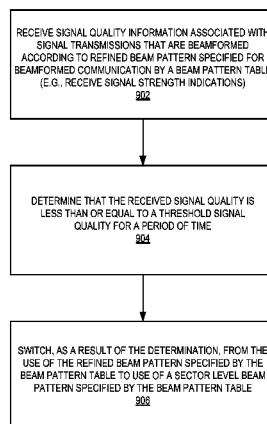 RECEIVE SIGNAL QUALITY INFORMATION ASSOCIATED WITH
SIGNAL TRANSMISSIONS THAT ARE BEAMFORMED
ACCORDING TO REFINED BEAM PATTERN SPECIFIED FOR
BEAMFORMED COMMUNICATION BY A BEAM PATTERN TABLE
(E.G., RECEIVE SIGNAL STRENGTH INDICATIONS)
902
DETERMINE THAT THE RECEIVED SIGNAL QUALITY IS
LESS THAN OR EQUAL TO A THRESHOLD SIGNAL
QUALITY FOR A PERIOD OF TIME
904
SWITCH, AS A RESULT OF THE DETERMINATION, FROM THE
USE OF THE REFINED BEAM PATTERN SPECIFIED BY THE
BEAM PATTERN TABLE TO USE OF A SECTOR LEVEL BEAM
PATTERN SPECIFIED BY THE BEAM PATTERN TABLE
906